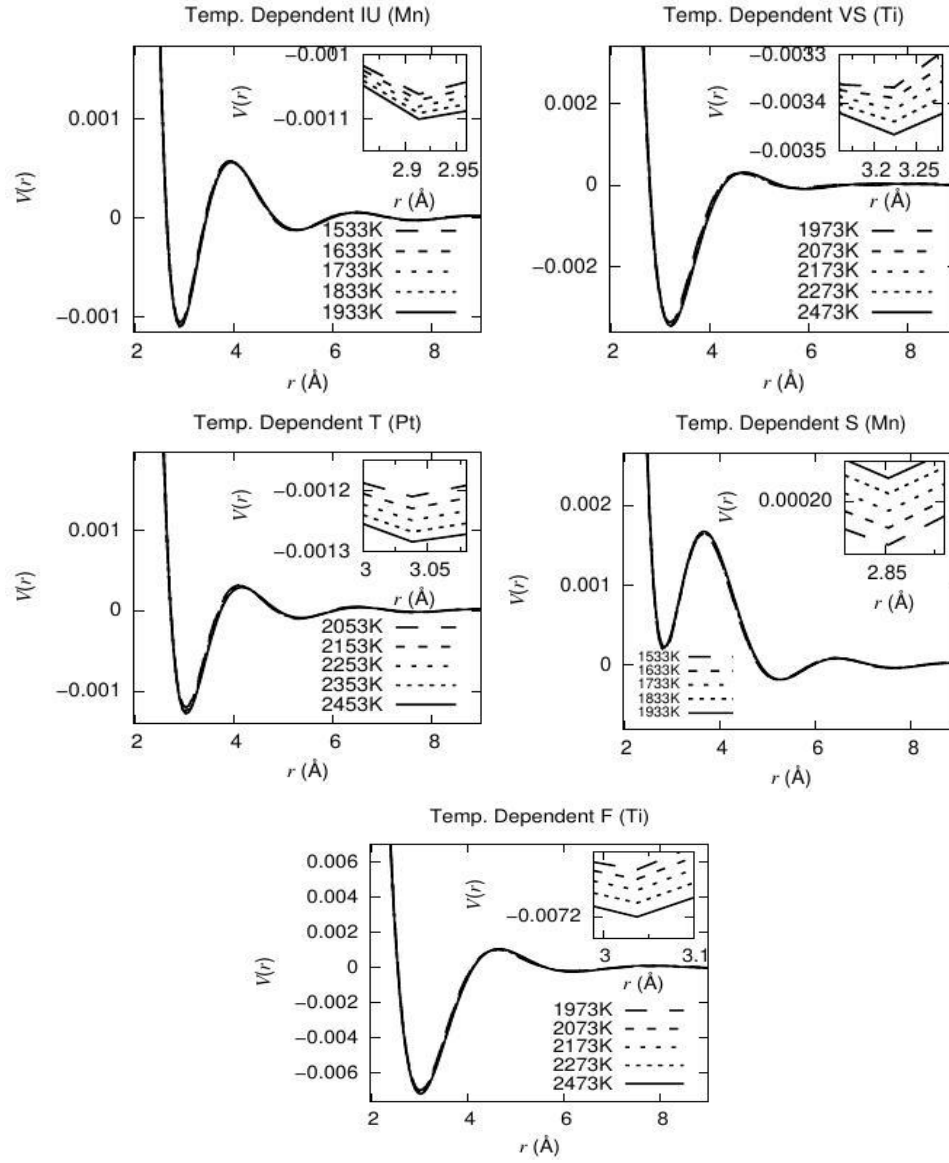 Temp. Dependent IU (Mn)
−0.001
V(r)
−0.0011
2.9 2.95
r (Å)
0.001
0
−0.001
V(r)
1533K
1633K
1733K
1833K
1933K
2 4 6 8
r (Å)
Temp. Dependent VS (Ti)
−0.0033
−0.0034
−0.0035
V(r)
3.2 3.25
r (Å)
0.002
0
−0.002
V(r)
1973K
2073K
2173K
2273K
2473K
2 4 6 8
r (Å)
Temp. Dependent T (Pt)
−0.0012
−0.0013
V(r)
3 3.05
r (Å)
0.001
0
−0.001
V(r)
2053K
2153K
2253K
2353K
2453K
2 4 6 8
r (Å)
Temp. Dependent S (Mn)
0.00020
V(r)
2.85
r (Å)
0.002
0.001
0
V(r)
1533K
1633K
1733K
1833K
1933K
2 4 6 8
r (Å)
Temp. Dependent F (Ti)
−0.0072
V(r)
3 3.1
r (Å)
0.006
0.004
0.002
0
−0.002
−0.004
−0.006
V(r)
1973K
2073K
2173K
2273K
2473K
2 4 6 8
r (Å)